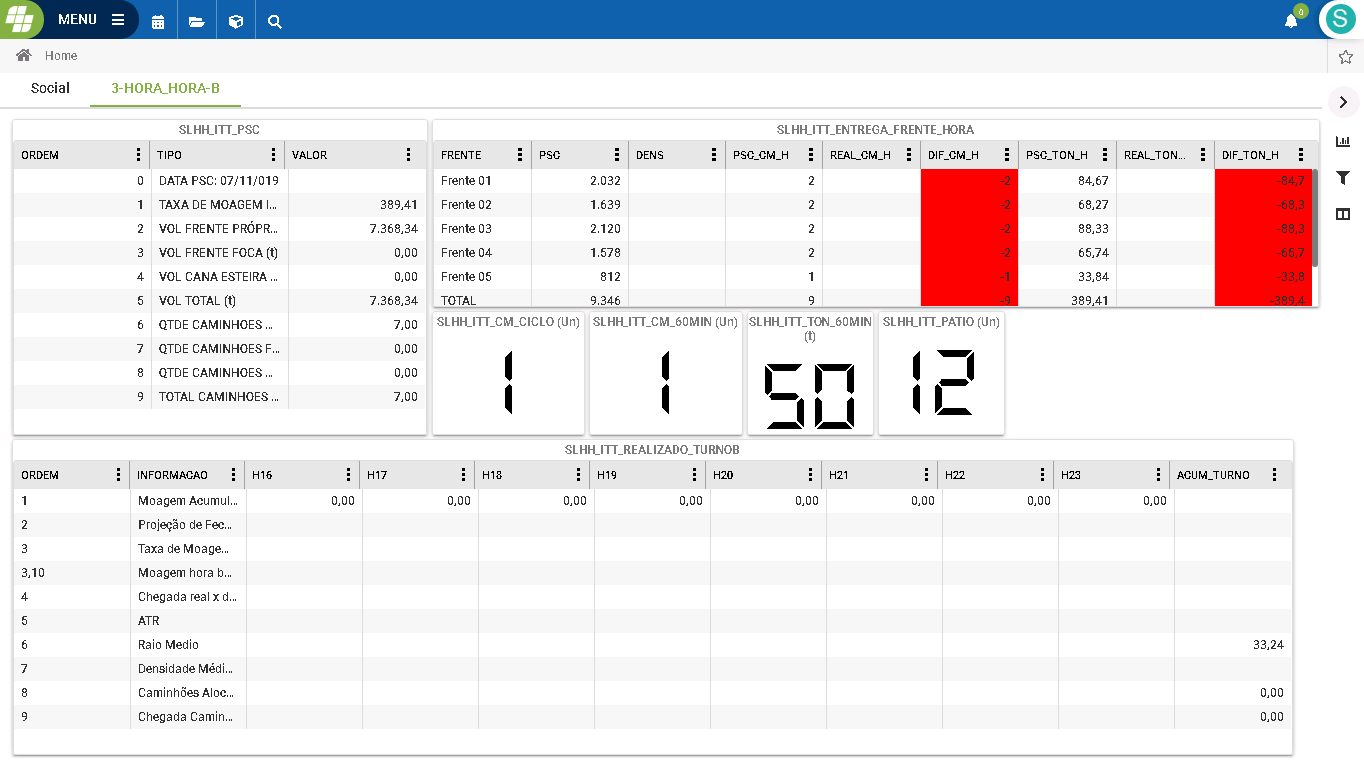 MENU
0
S
Home
Social 3-HORA_HORA-B
SLHH_ITT_PSC
ORDEM TIPO VALOR
0 DATA PSC: 07/11/019
1 TAXA DE MOAGEM I... 389,41
2 VOL FRENTE PRÓPR... 7.368,34
3 VOL FRENTE FOCA (t) 0,00
4 VOL CANA ESTEIRA ... 0,00
5 VOL TOTAL (t) 7.368,34
6 QTDE CAMINHOES ... 7,00
7 QTDE CAMINHOES F... 0,00
8 QTDE CAMINHOES ... 0,00
9 TOTAL CAMINHOES ... 7,00
SLHH_ITT_ENTREGA_FRENTE_HORA
FRENTE PSC DENS PSC_CM_H REAL_CM_H DIF_CM_H PSC_TON_H REAL_TON... DIF_TON_H
Frente 01 2.032 2 -2 84,67 -84,7
Frente 02 1.639 2 -2 68,27 -68,3
Frente 03 2.120 2 -2 88,33 -88,3
Frente 04 1.578 2 -2 65,74 -65,7
Frente 05 812 1 -1 33,84 -33,8
TOTAL 9.346 9 -9 389,41 -389,4
SLHH_ITT_CM_CICLO (Un)
1
SLHH_ITT_CM_60MIN (Un)
1
SLHH_ITT_TON_60MIN
(t)
50
SLHH_ITT_PATIO (Un)
12
SLHH_ITT_REALIZADO_TURNOB
ORDEM INFORMACAO H16 H17 H18 H19 H20 H21 H22 H23 ACUM_TURNO
1 Moagem Acumul... 0,00 0,00 0,00 0,00 0,00 0,00 0,00 0,00
2 Projeção de Fec...
3 Taxa de Moage...
3,10 Moagem hora b...
4 Chegada real x d...
5 ATR
6 Raio Medio 33,24
7 Densidade Médi...
8 Caminhões Aloc... 0,00
9 Chegada Camin... 0,00